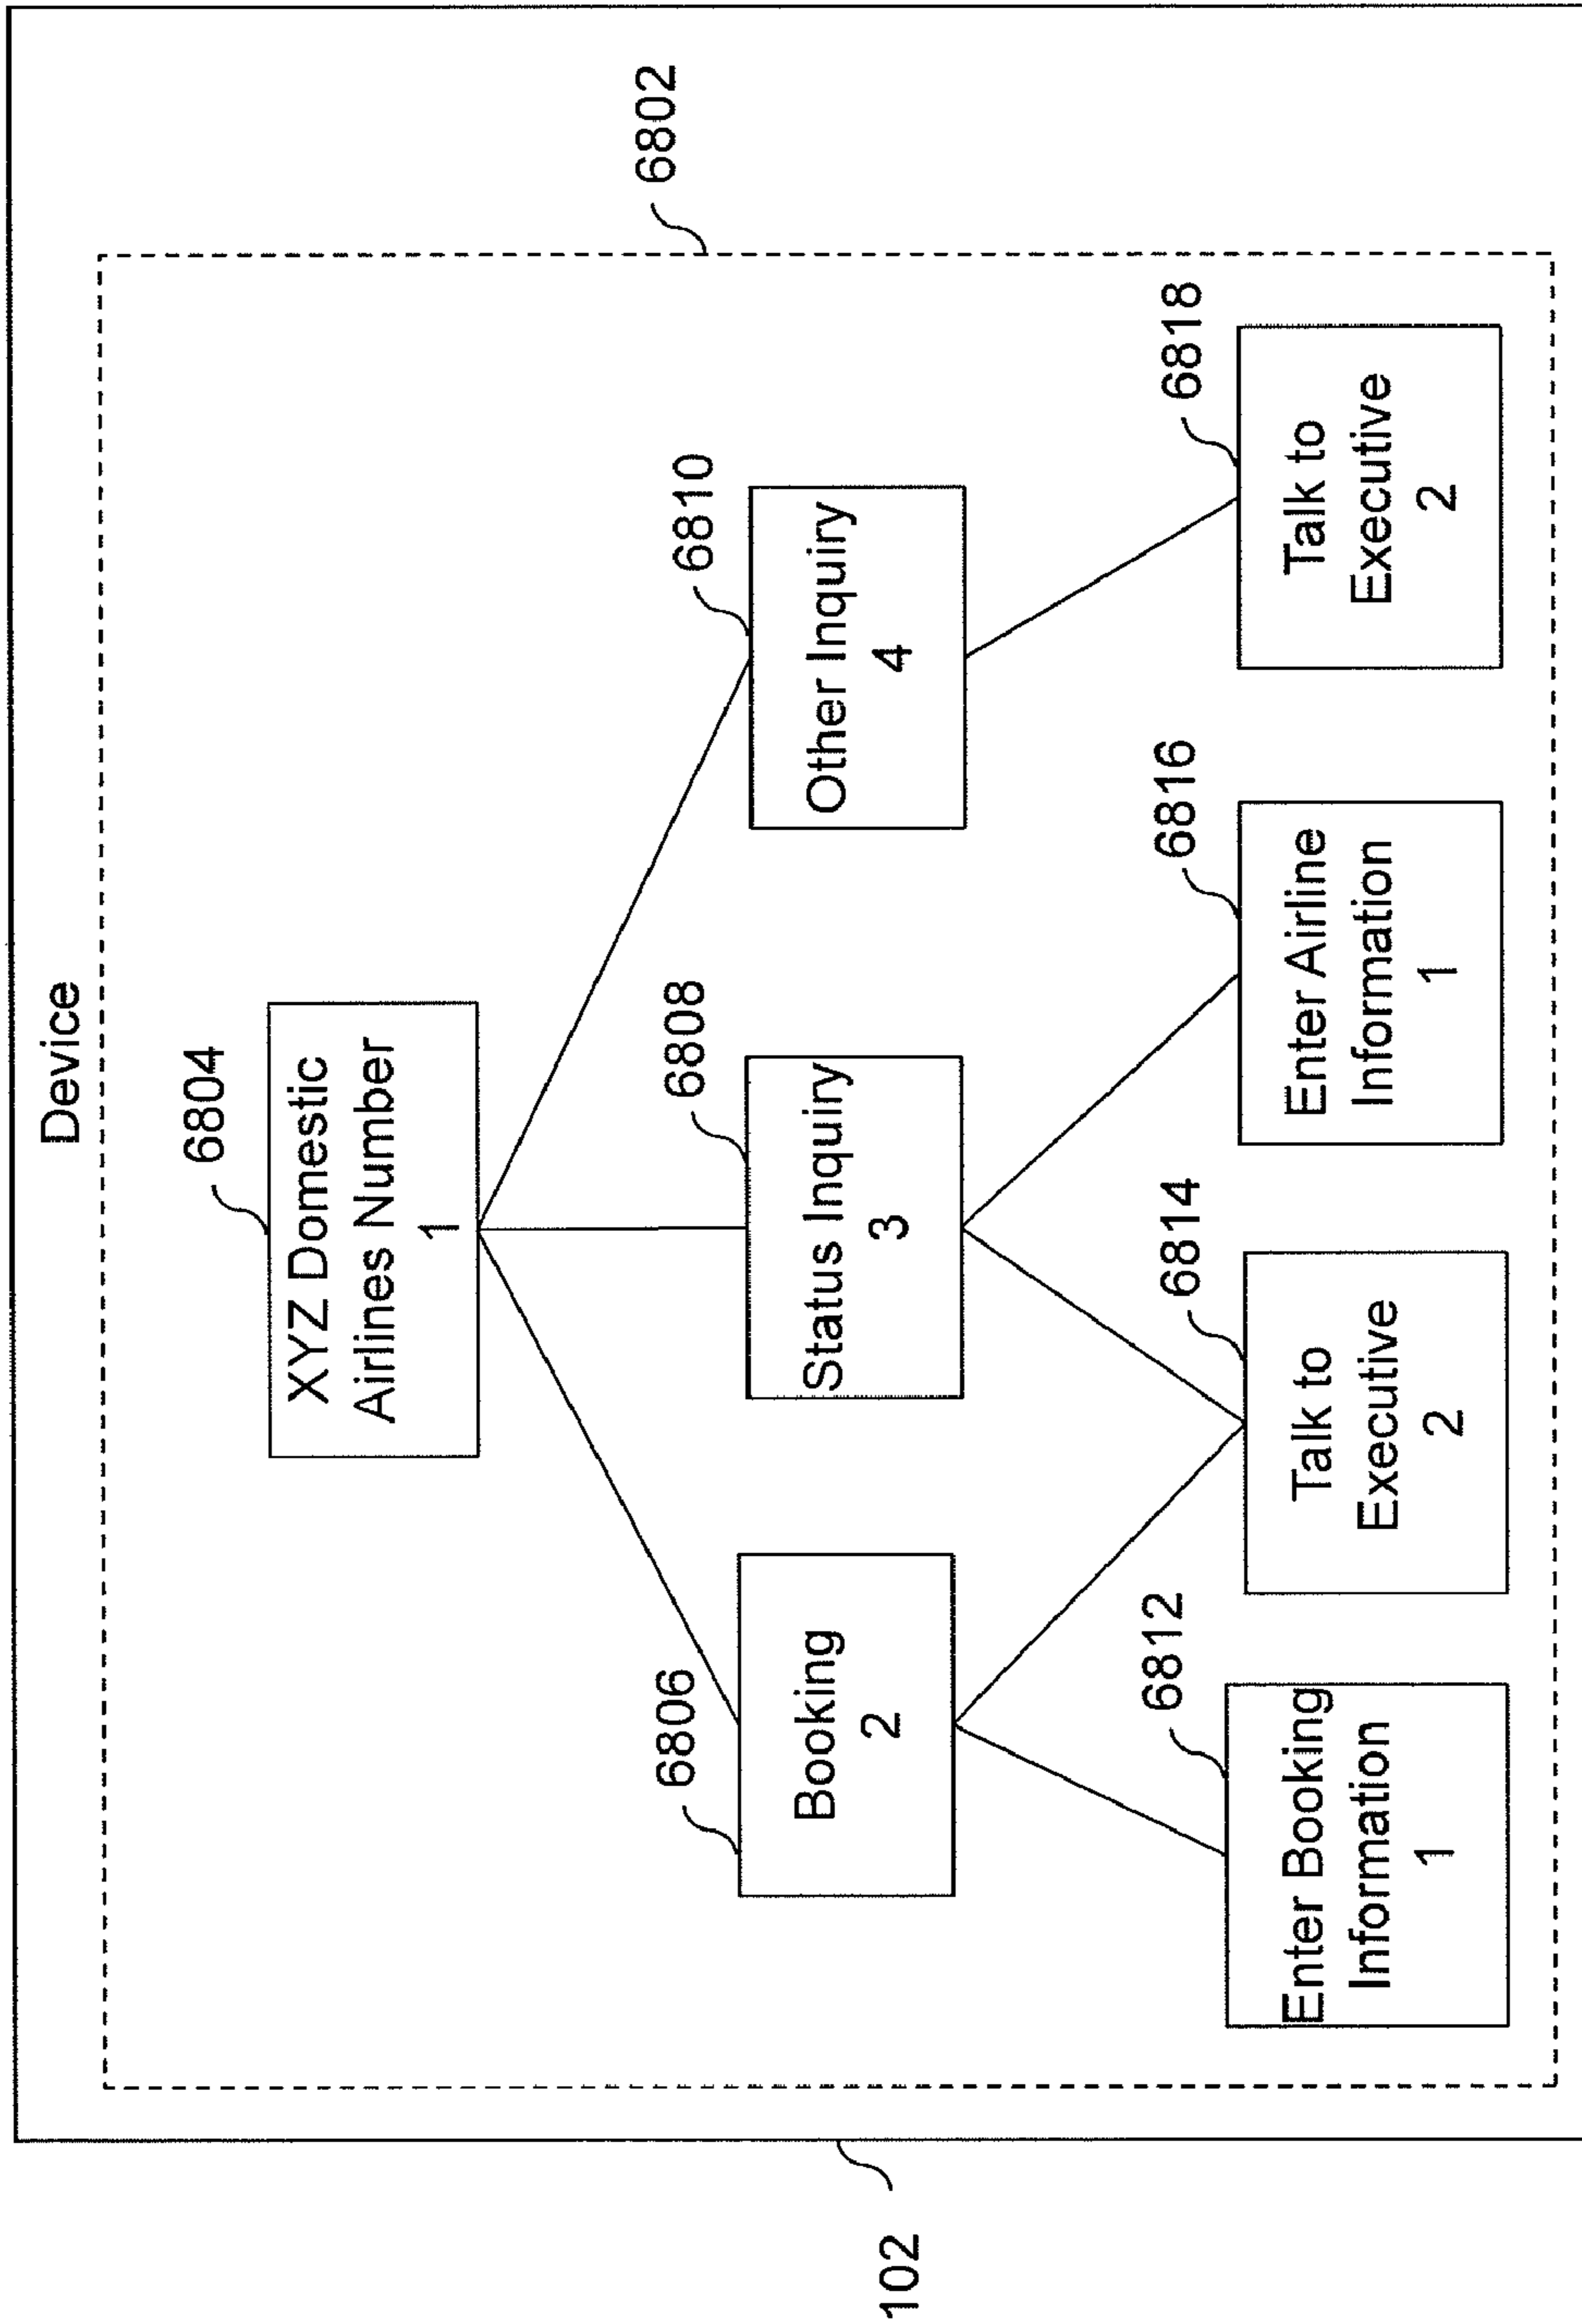 Device
6802
6804
XYZ Domestic
Airlines Number
1
6806
Booking
2
6808
Status Inquiry
3
6810
Other Inquiry
4
6812
Enter Booking
Information
1
6814
Talk to
Executive
2
6816
Enter Airline
Information
1
6818
Talk to
Executive
2
102